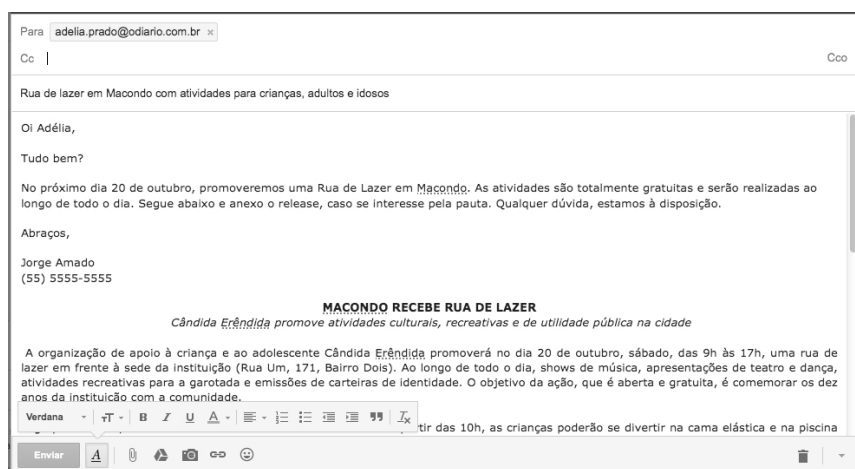 Para adelia.prado@odiario.com.br ×
Cc Cco
Rua de lazer em Macondo com atividades para crianças, adultos e idosos
Oi Adélia,
Tudo bem?
No próximo dia 20 de outubro, promoveremos uma Rua de Lazer em Macondo. As atividades são totalmente gratuitas e serão realizadas ao
longo de todo o dia. Segue abaixo e anexo o release, caso se interesse pela pauta. Qualquer dúvida, estamos à disposição.
Abraços,
Jorge Amado
(55) 5555-5555
MACONDO RECEBE RUA DE LAZER
Cândida Erêndida promove atividades culturais, recreativas e de utilidade pública na cidade
A organização de apoio à criança e ao adolescente Cândida Erêndida promoverá no dia 20 de outubro, sábado, das 9h às 17h, uma rua de
lazer em frente à sede da instituição (Rua Um, 171, Bairro Dois). Ao longo de todo o dia, shows de música, apresentações de teatro e dança,
atividades recreativas para a garotada e emissões de carteiras de identidade. O objetivo da ação, que é aberta e gratuita, é comemorar os dez
anos da instituição com a comunidade.
das 10h, as crianças poderão se divertir na cama elástica e na piscina
Verdana TT B I U A Tx
Enviar A